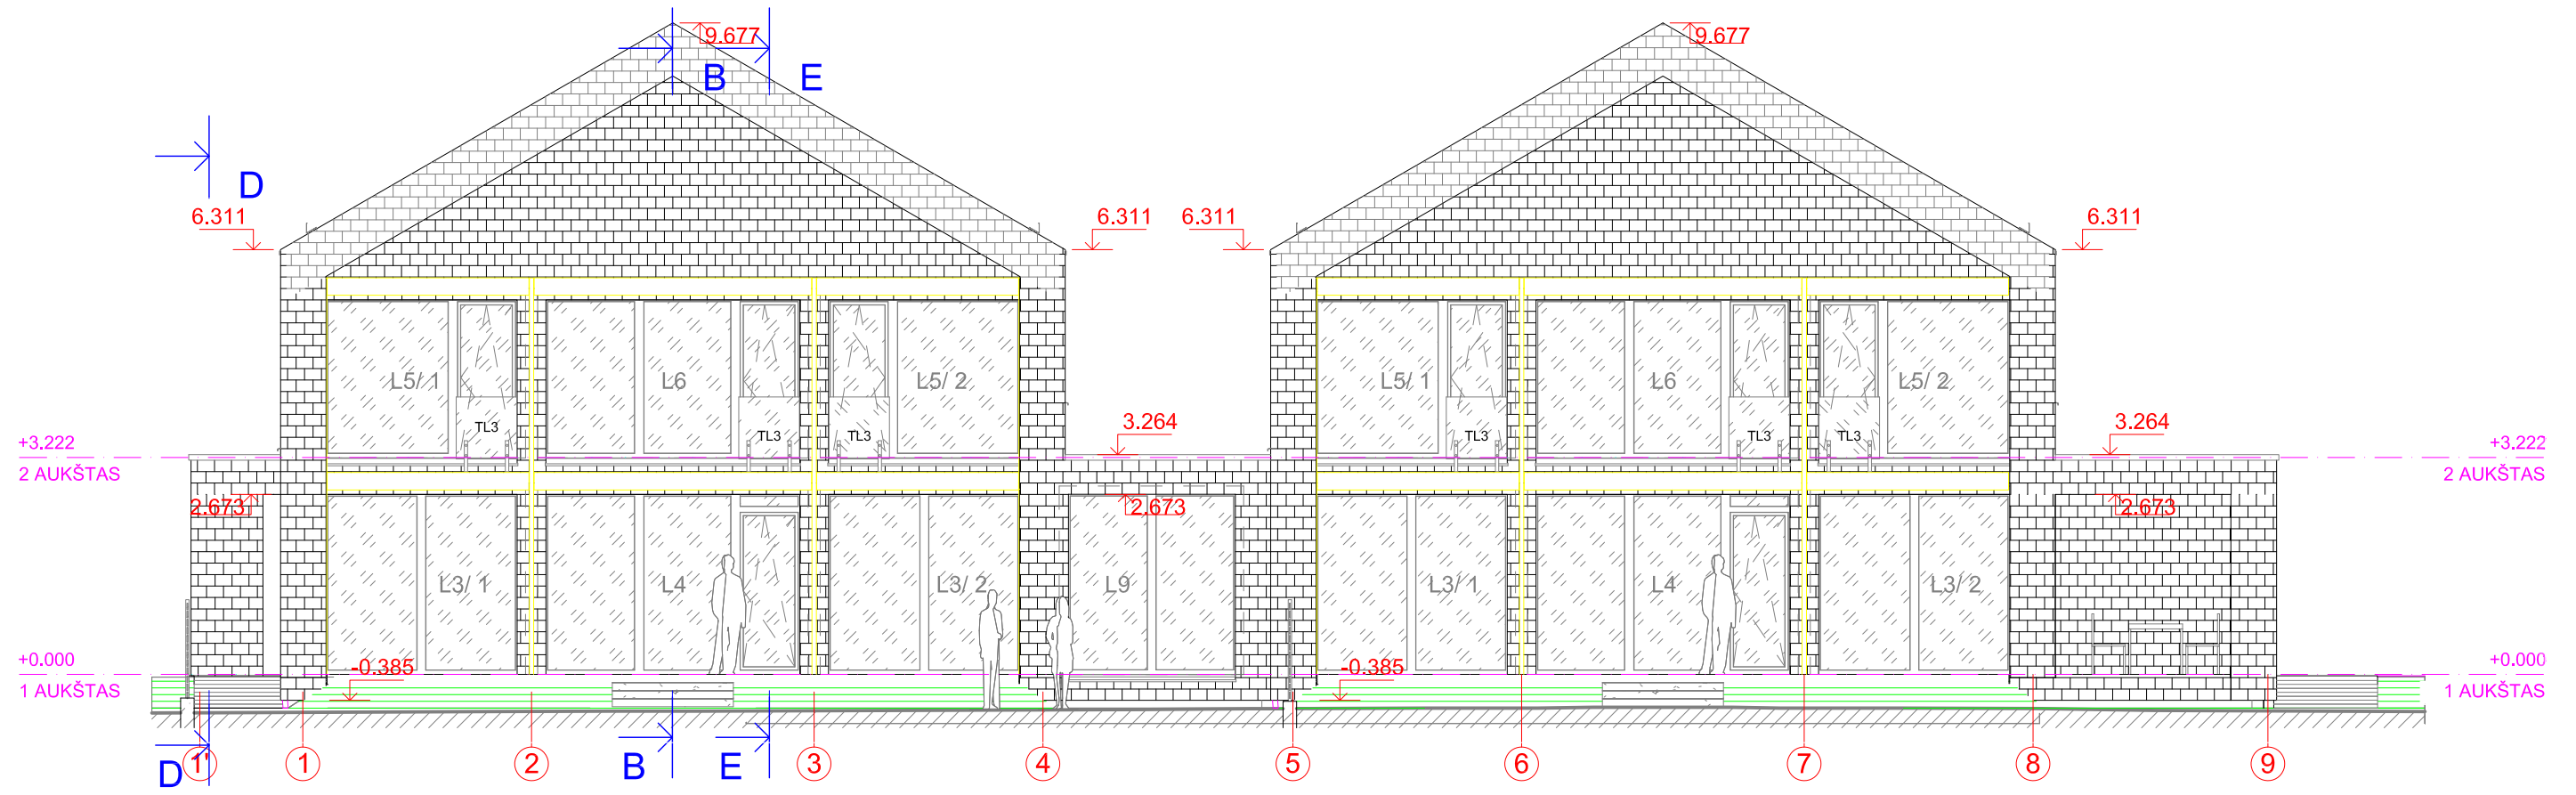 9.677
9.677
B
E
D
6.311
6.311
6.311
6.311
L5/ 1
L6
L5/ 2
L5/ 1
L6
L5/ 2
TL3
TL3
TL3
TL3
TL3
TL3
3.264
3.264
+3.222
2 AUKŠTAS
+3.222
2 AUKŠTAS
2.673
2.673
2.673
L3/ 1
L4
L3/ 2
L9
L3/ 1
L4
L3/ 2
+0.000
1 AUKŠTAS
-0.385
-0.385
+0.000
1 AUKŠTAS
D
1'
1
2
B
E
3
4
5
6
7
8
9